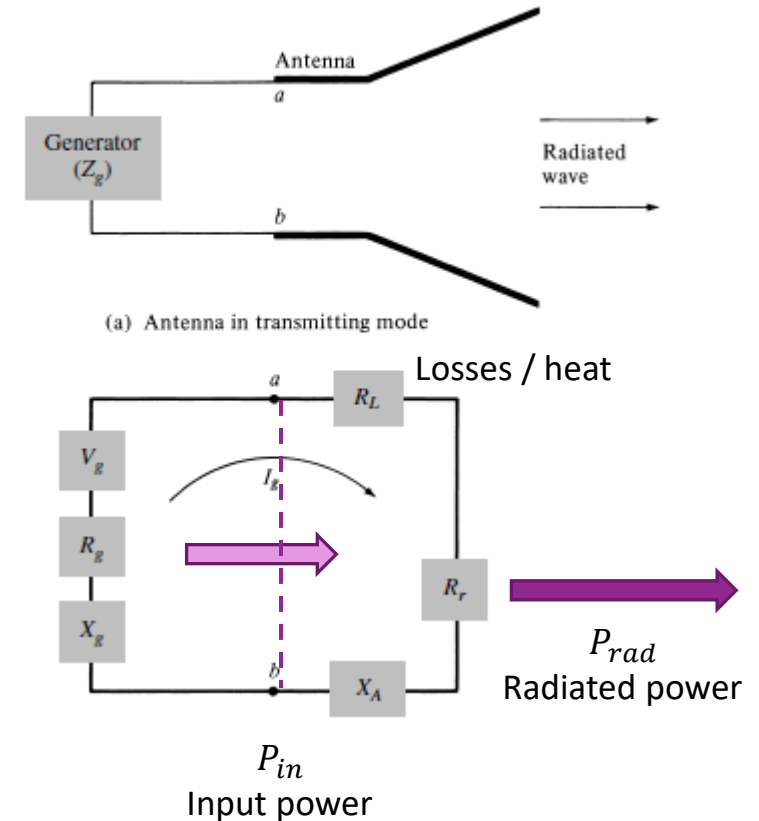 Antenna
a
Generator
(Z_g)
Radiated
wave
b
(a) Antenna in transmitting mode
Losses / heat
a
R_L
V_g
I_g
R_g
R_r
X_g
P_rad
Radiated power
b
X_A
P_in
Input power